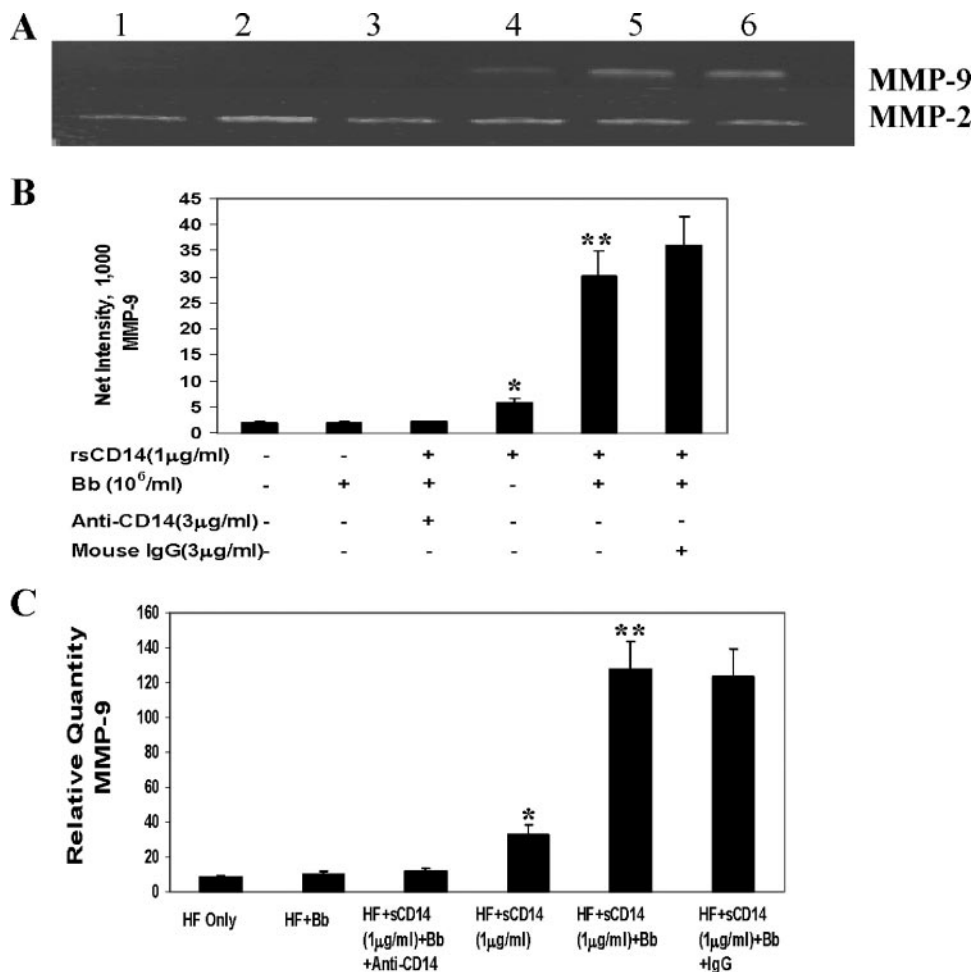 A
1 2 3 4 5 6
MMP-9
MMP-2
B
Net Intensity, 1,000
MMP-9
45
40
35
30
25
20
15
10
5
0
*
**
rsCD14(1µg/ml) - - + + + +
Bb (10⁶/ml) - + + - + +
Anti-CD14(3µg/ml) - - + - - -
Mouse IgG(3µg/ml) - - - - - +
C
Relative Quantity
MMP-9
160
140
120
100
80
60
40
20
0
*
**
HF Only
HF+Bb
HF+sCD14
(1µg/ml)+Bb
+Anti-CD14
HF+sCD14
(1µg/ml)
HF+sCD14
(1µg/ml)+Bb
HF+sCD14
(1µg/ml)+Bb
+IgG